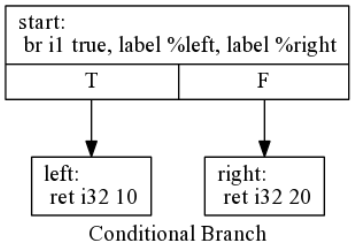 start:
br i1 true, label %left, label %right
T
F
left:
ret i32 10
right:
ret i32 20
Conditional Branch